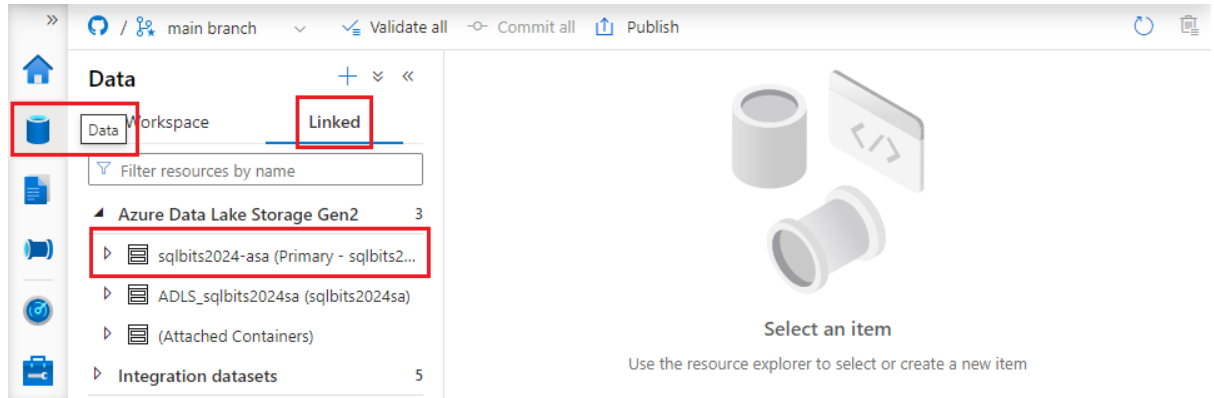 » / main branch Validate all Commit all Publish
Data
Data Workspace Linked
Filter resources by name
Azure Data Lake Storage Gen2 3
sqlbits2024-asa (Primary - sqlbits2...
ADLS_sqlbits2024sa (sqlbits2024sa)
(Attached Containers)
Integration datasets 5
Select an item
Use the resource explorer to select or create a new item